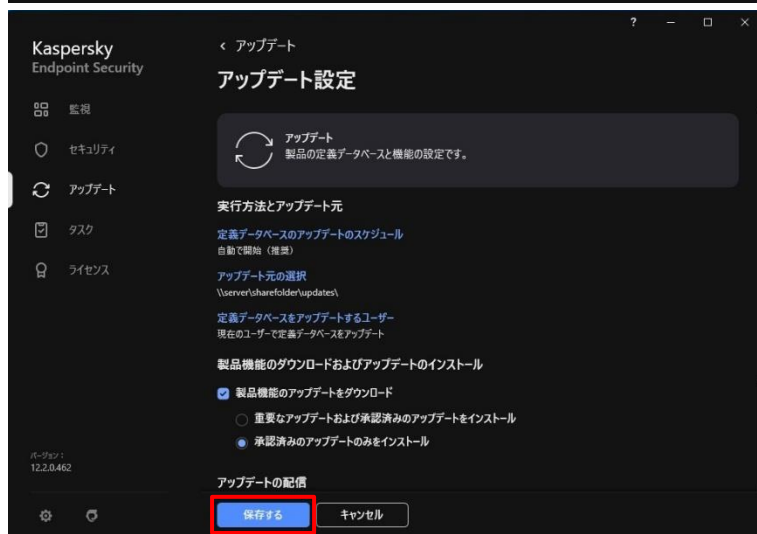 ?
Kaspersky
Endpoint Security
監視
セキュリティ
アップデート
タスク
ライセンス
バージョン :
12.2.0.462
アップデート
アップデート設定
アップデート
製品の定義データベースと機能の設定です。
実行方法とアップデート元
定義データベースのアップデートのスケジュール
自動で開始（推奨）
アップデート元の選択
\\server\sharefolder\updates\
定義データベースをアップデートするユーザー
現在のユーザーで定義データベースをアップデート
製品機能のダウンロードおよびアップデートのインストール
製品機能のアップデートをダウンロード
重要なアップデートおよび承認済みのアップデートをインストール
承認済みのアップデートのみをインストール
アップデートの配信
保存する
キャンセル